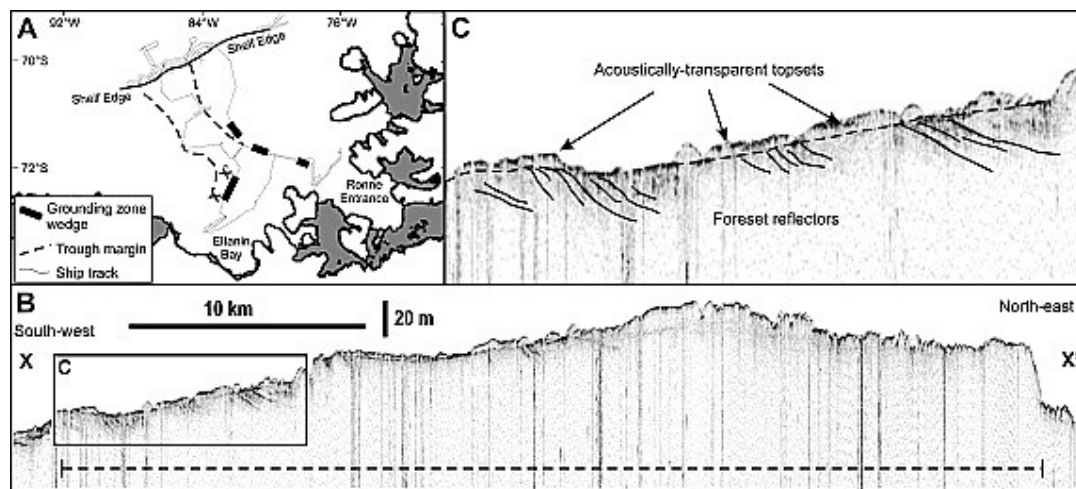 A
92°W
84°W
76°W
70°S
72°S
Shelf Edge
Shelf Edge
Ronne
Entrance
Eltanin
Bay
Grounding zone
wedge
Trough margin
Ship track
C
Acoustically-transparent topsets
Foreset reflectors
B
10 km
20 m
South-west
North-east
X
C
X